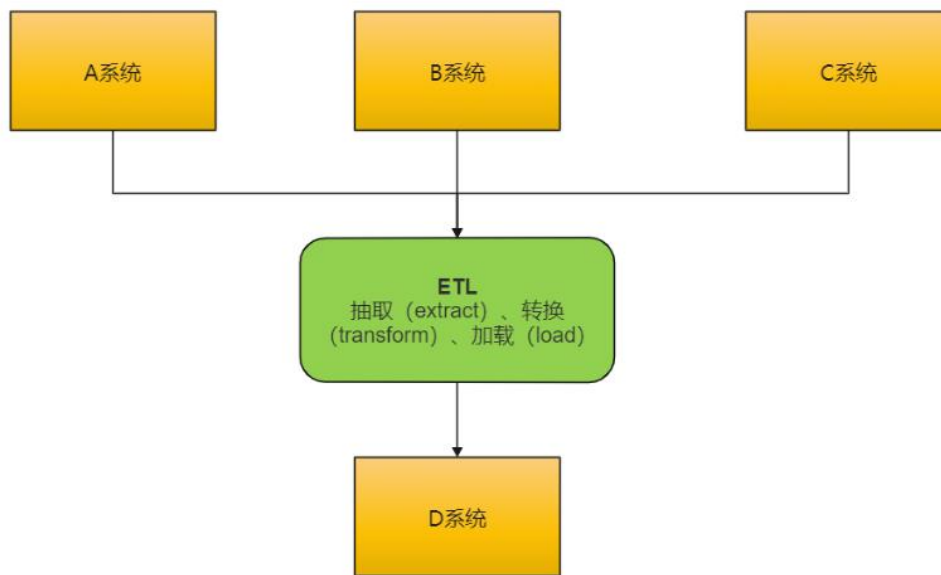 A系统
B系统
C系统
ETL
抽取（extract）、转换
（transform）、加载（load）
D系统